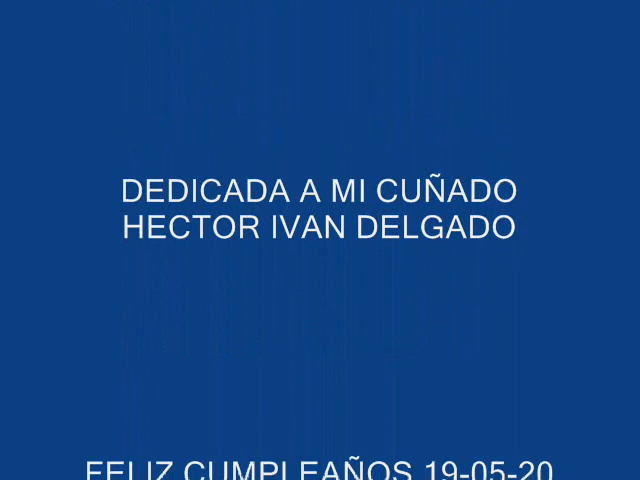 DEDICADA A MI CUÑADO
HECTOR IVAN DELGADO
FELIZ CUMPLEAÑOS 19-05-20